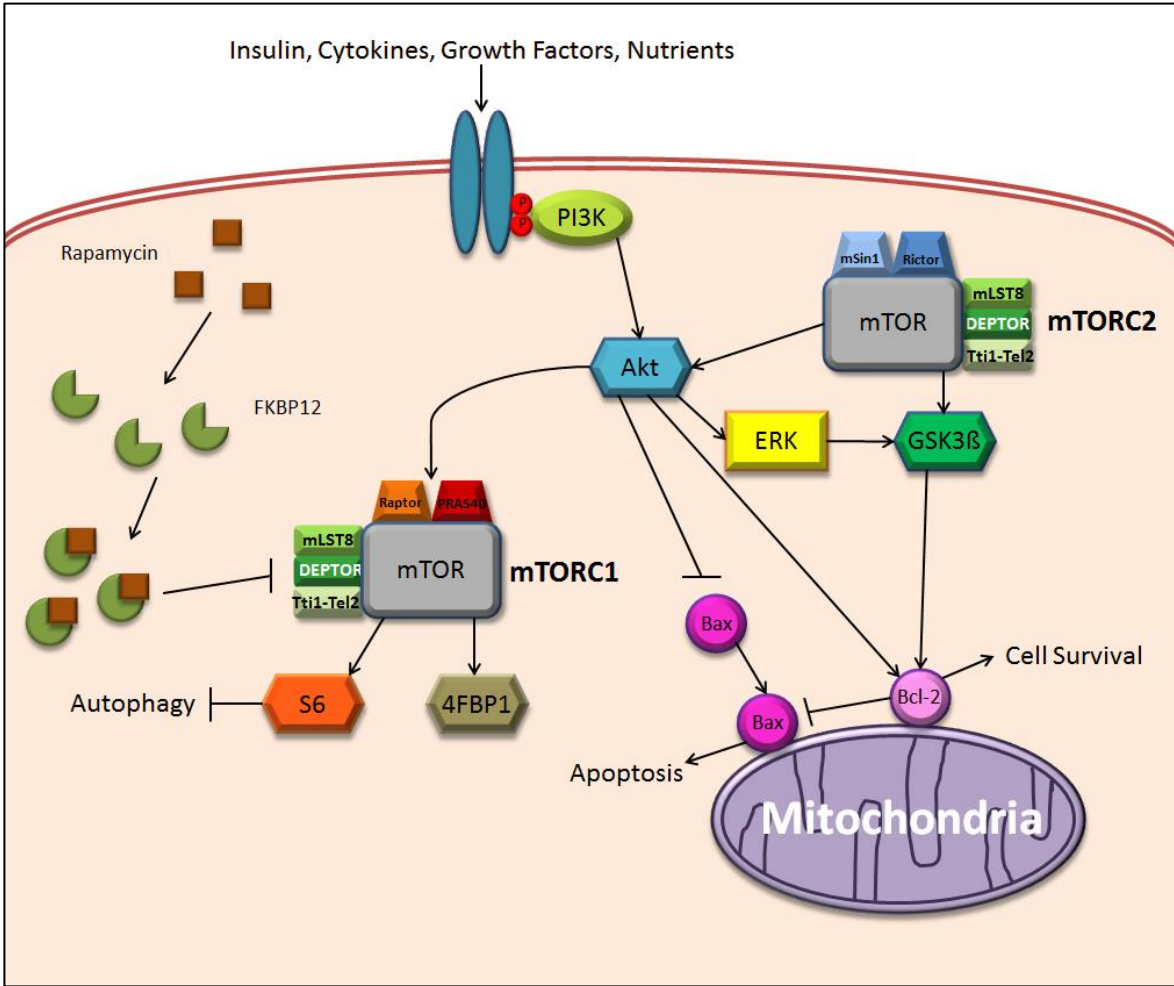 Insulin, Cytokines, Growth Factors, Nutrients
P
P
PI3K
Rapamycin
mSin1
Rictor
mTOR
mLST8
DEPTOR
Tti1-Tel2
mTORC2
Akt
FKBP12
ERK
GSK3ß
Raptor
PRAS40
mLST8
DEPTOR
Tti1-Tel2
mTOR
mTORC1
Bax
Cell Survival
Autophagy
S6
4FBP1
Bcl-2
Bax
Apoptosis
Mitochondria